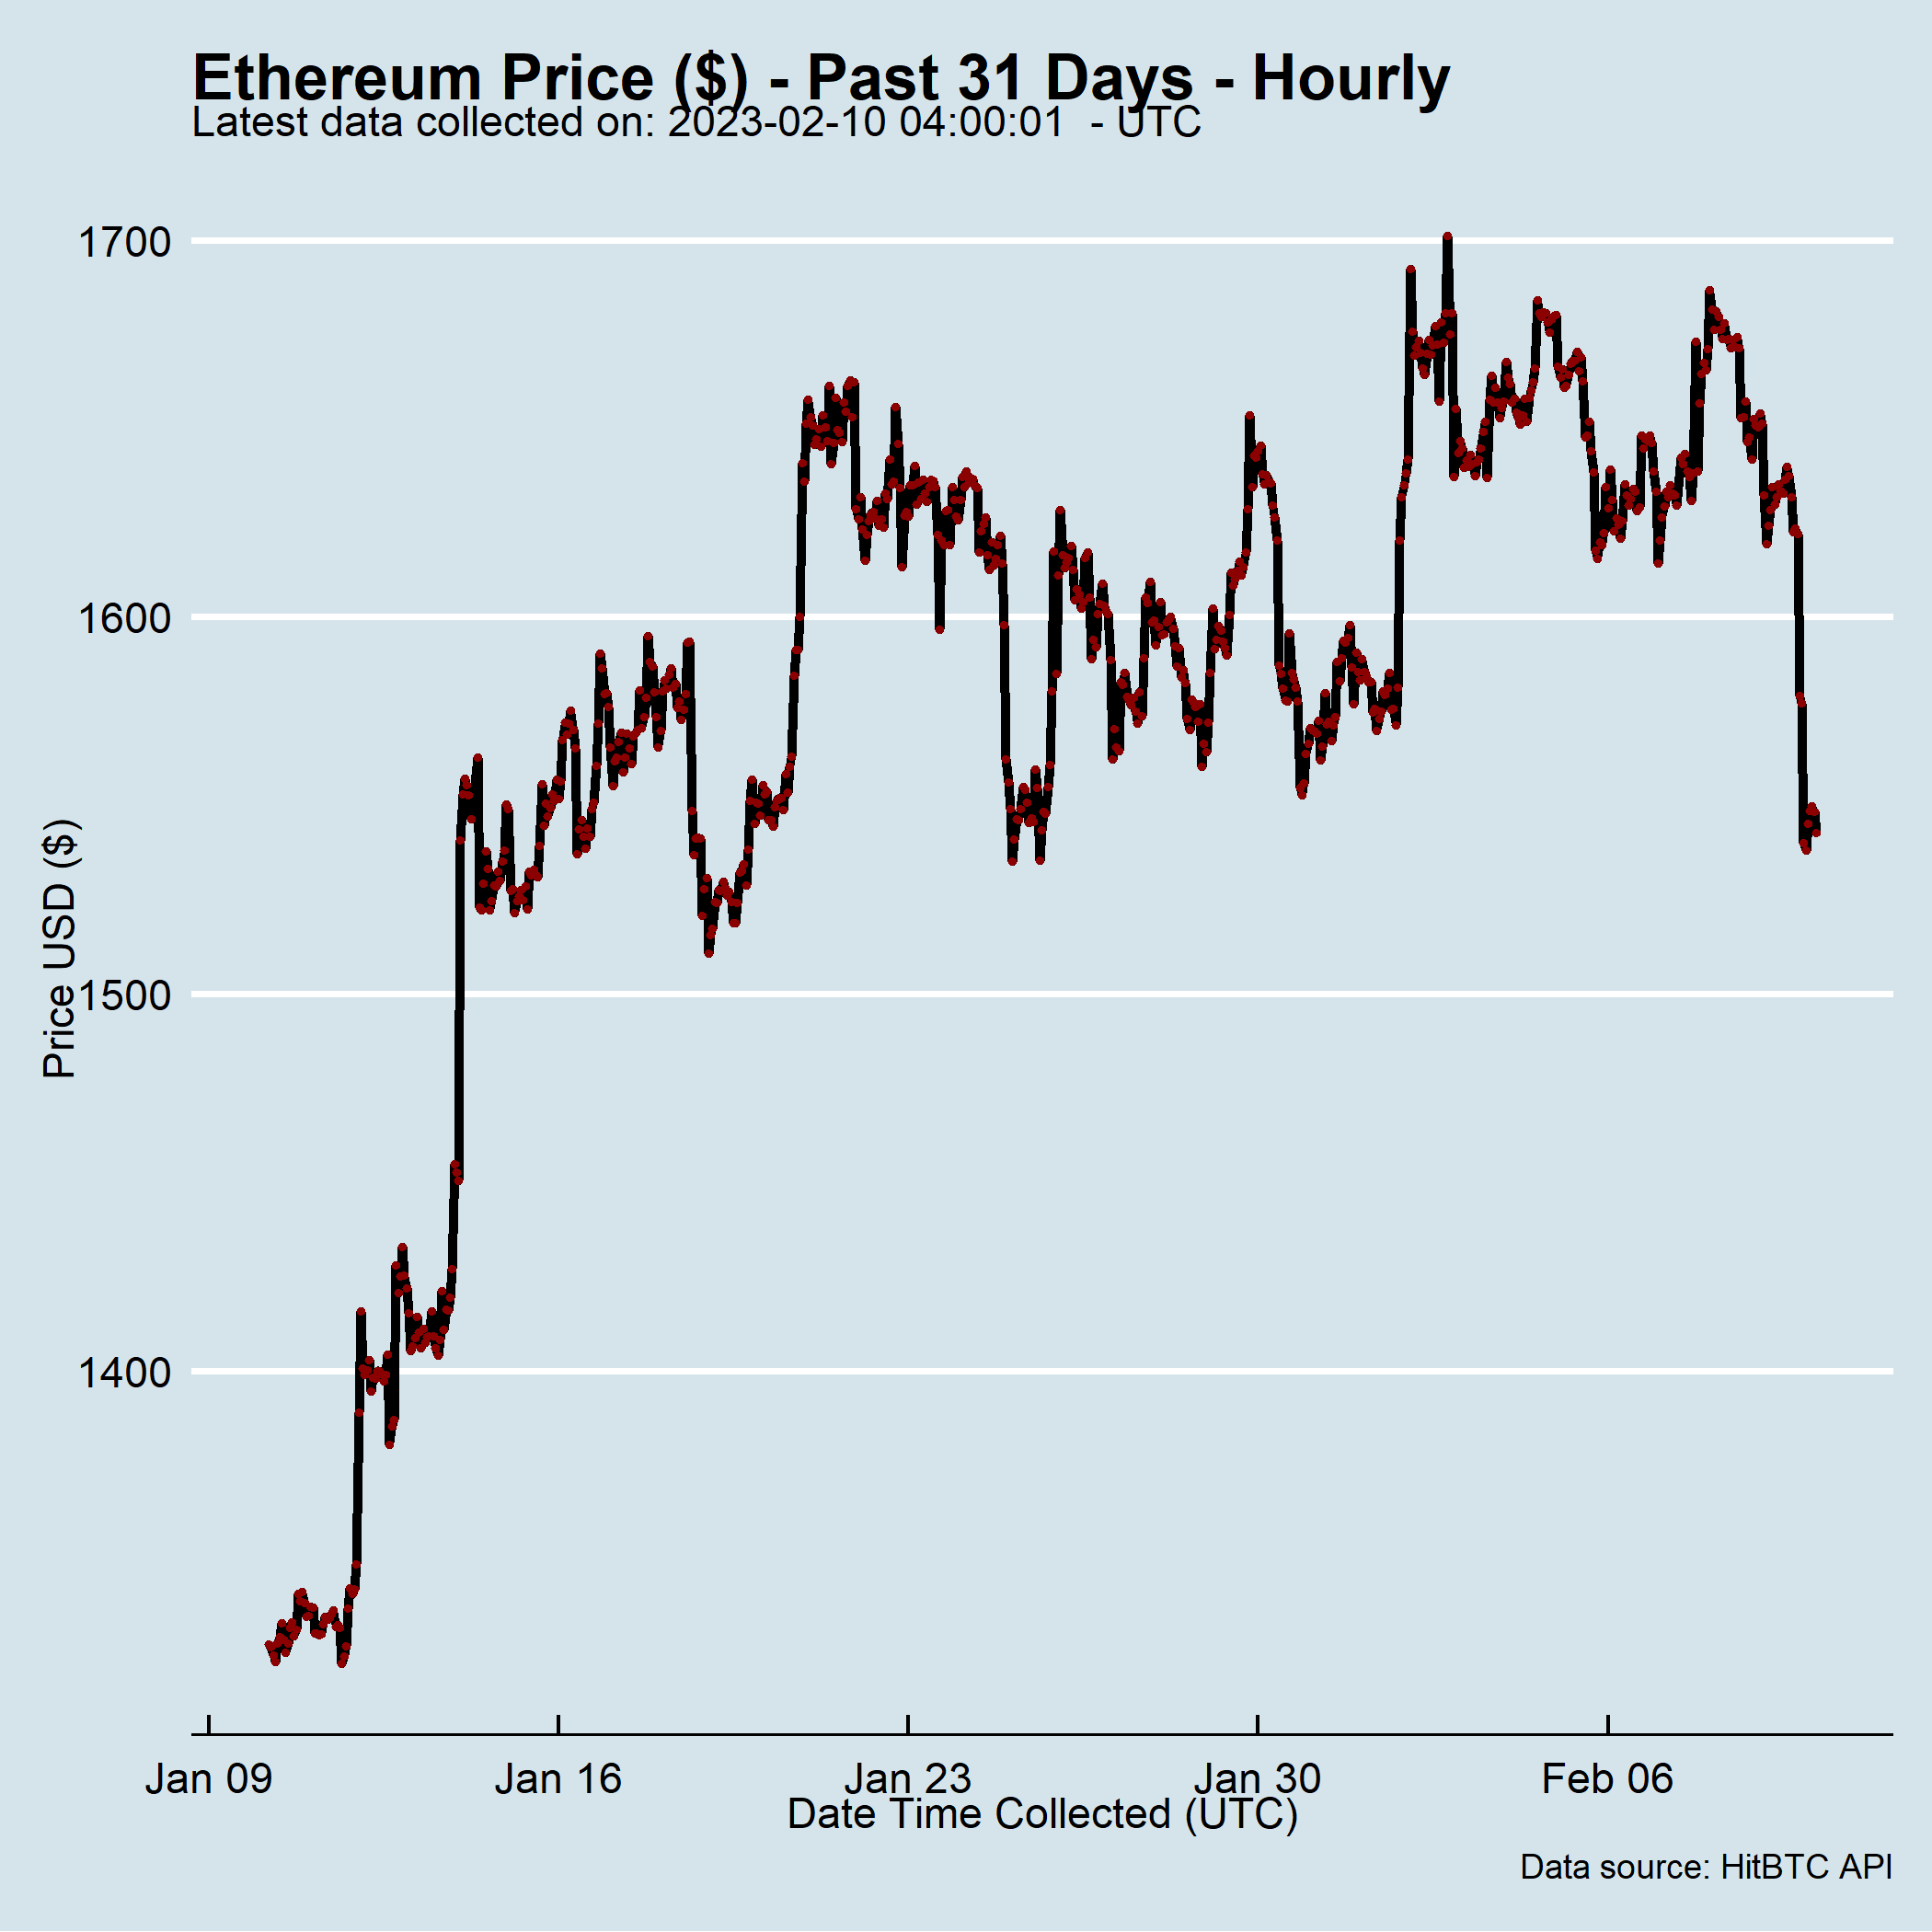 Ethereum Price ($) - Past 31 Days - Hourly
Latest data collected on: 2023-02-10 04:00:01  - UTC
1700
1600
1500
1400
Price USD ($)
Jan 09 Jan 16 Jan 23 Jan 30 Feb 06
Date Time Collected (UTC)
Data source: HitBTC API